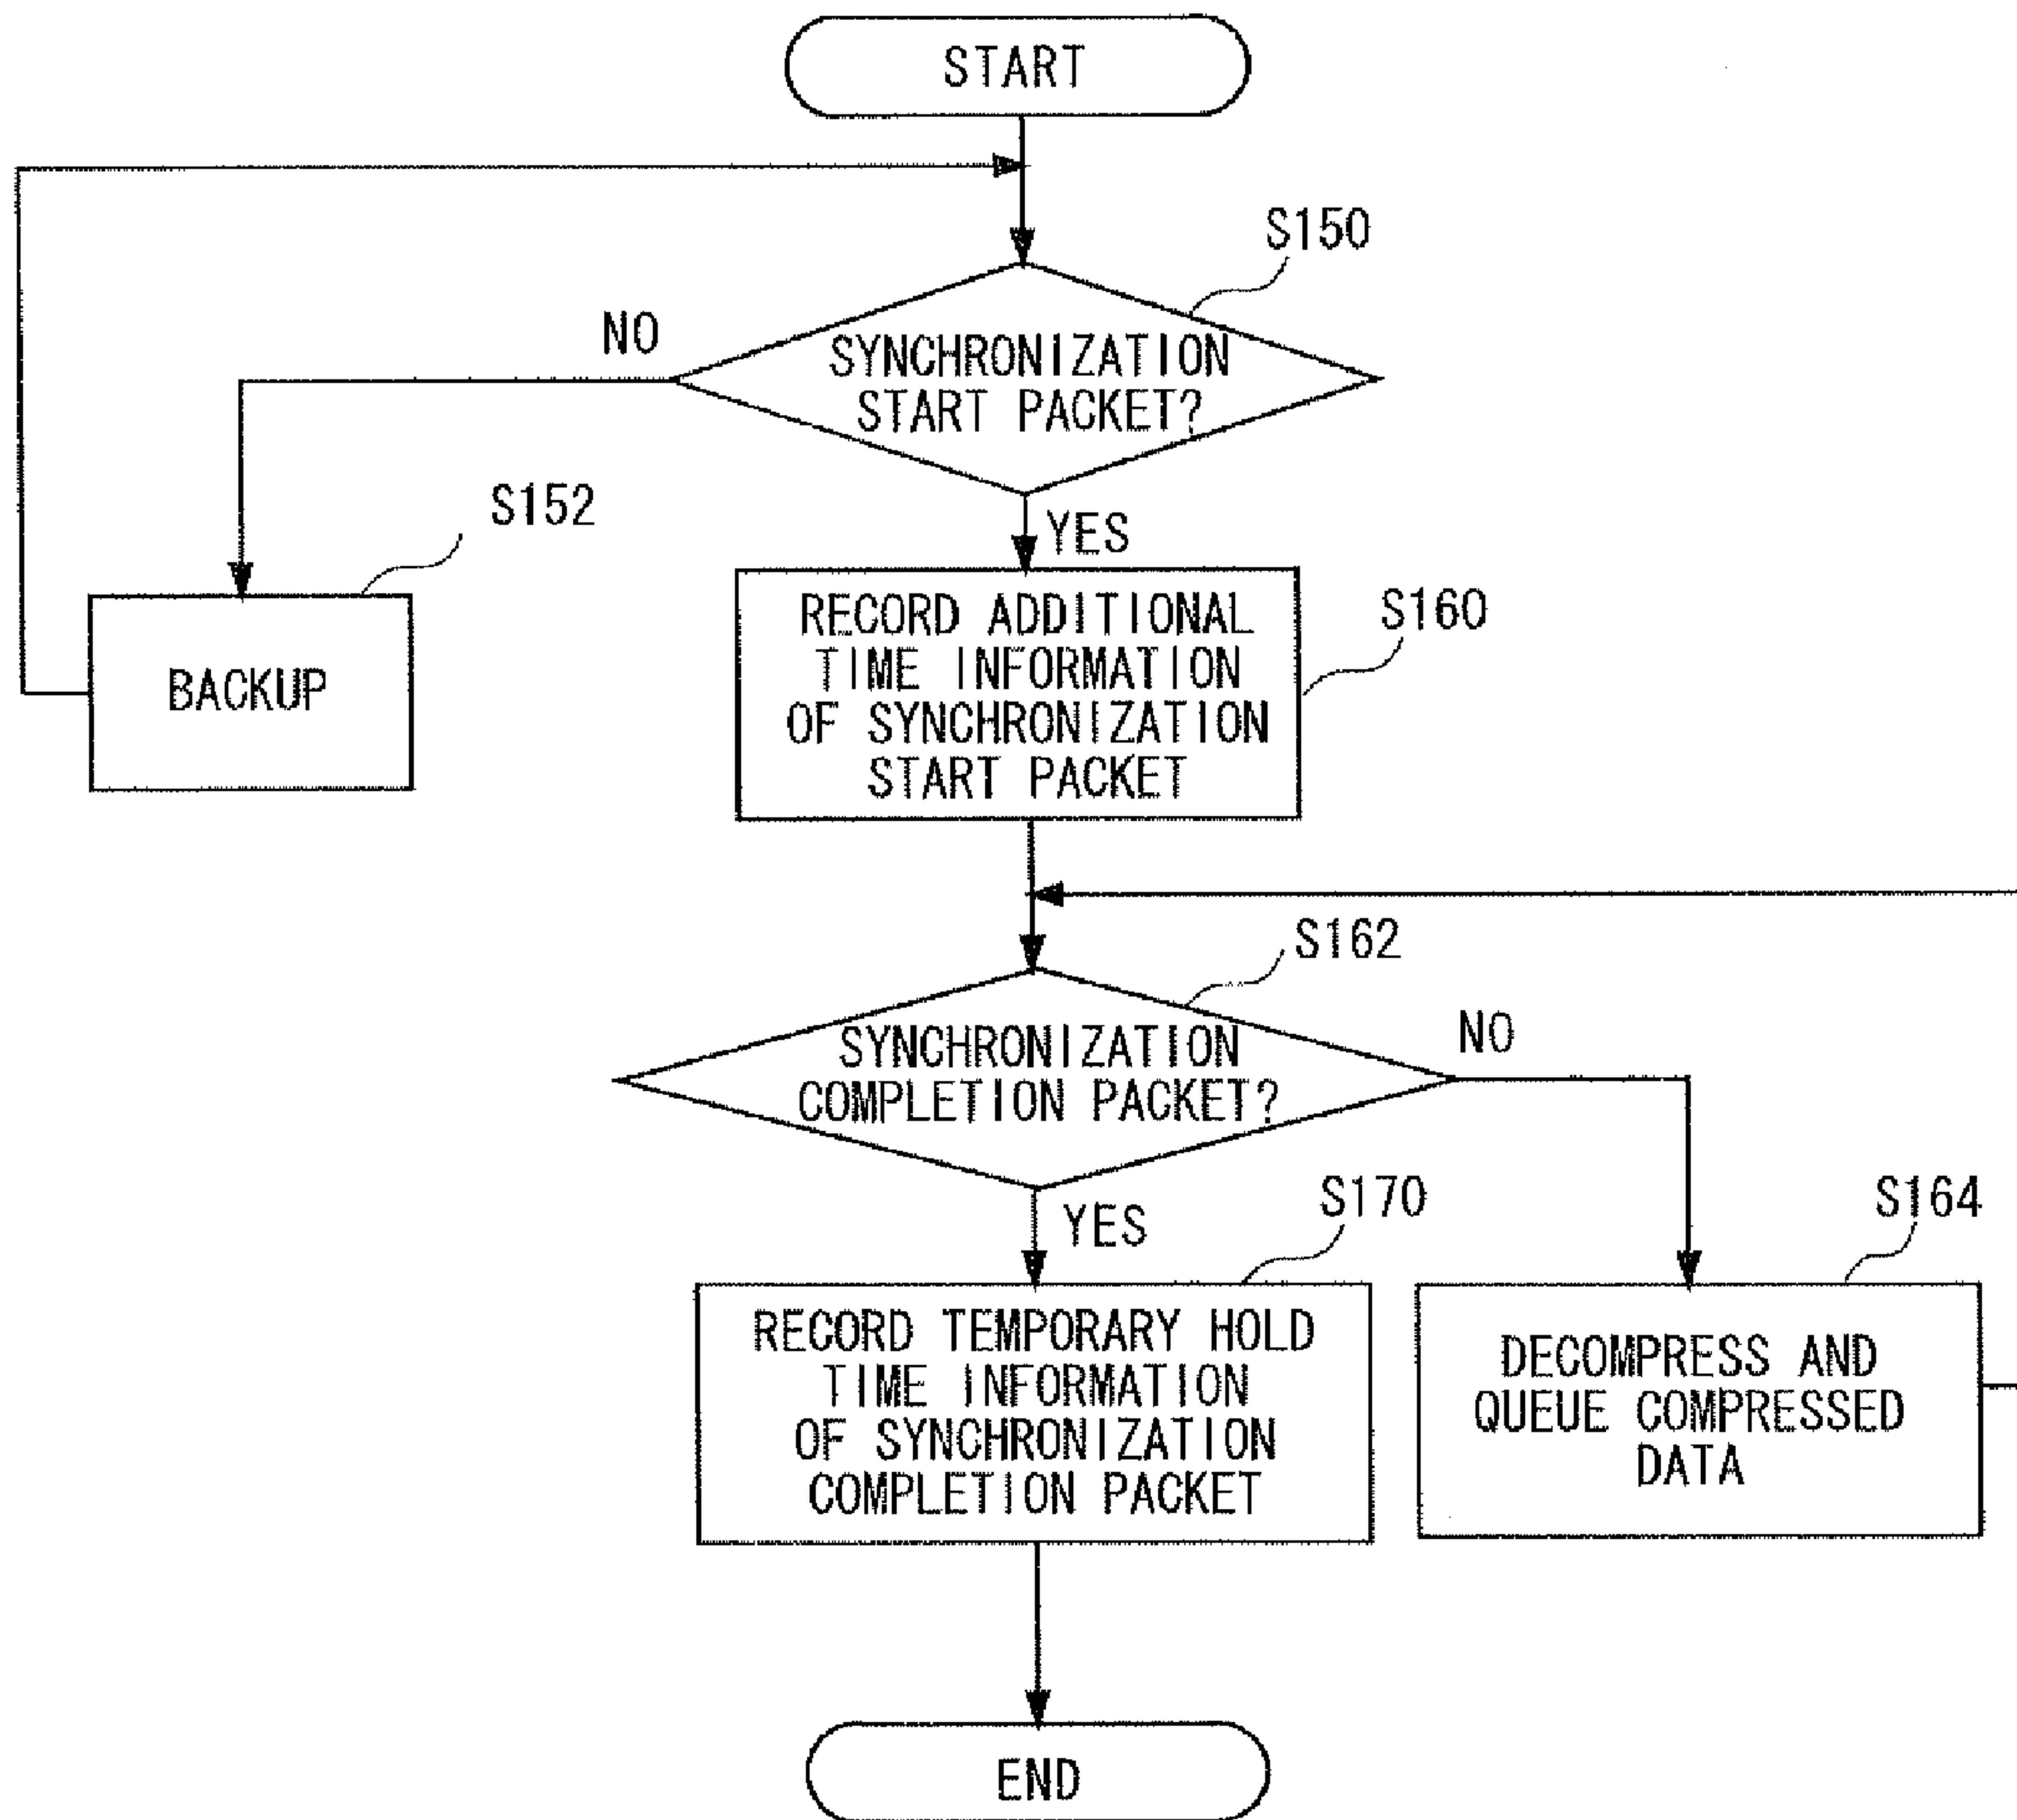 START
S150
NO
SYNCHRONIZATION
START PACKET?
S152
YES
BACKUP
S160
RECORD ADDITIONAL
TIME INFORMATION
OF SYNCHRONIZATION
START PACKET
S162
NO
SYNCHRONIZATION
COMPLETION PACKET?
YES
S170
S164
RECORD TEMPORARY HOLD
TIME INFORMATION
OF SYNCHRONIZATION
COMPLETION PACKET
DECOMPRESS AND
QUEUE COMPRESSED
DATA
END